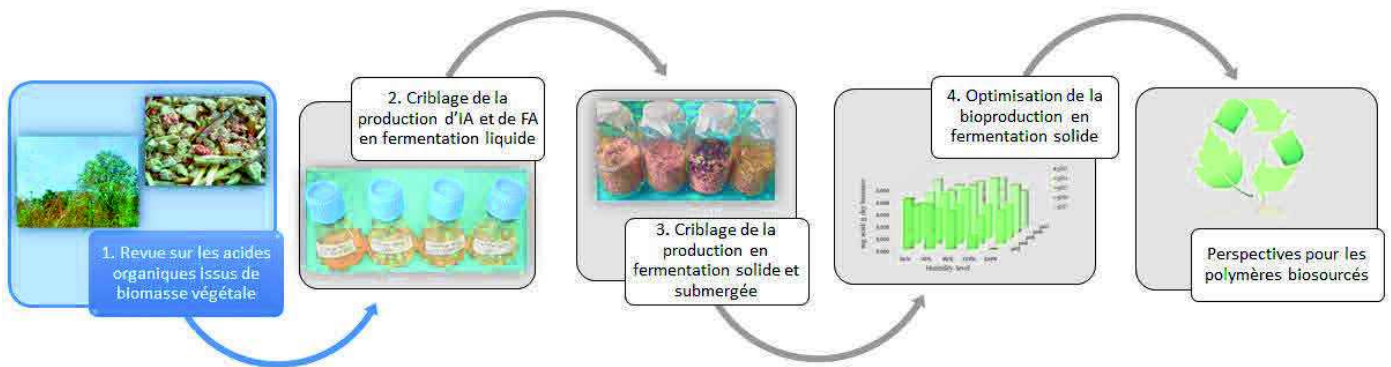 1. Revue sur les acides
organiques issus de
biomasse végétale
2. Criblage de la
production d'IA et de FA
en fermentation liquide
3. Criblage de la
production en
fermentation solide et
submergée
4. Optimisation de la
bioproduction en
fermentation solide
Humidity level
Perspectives pour les
polymères biosourcés